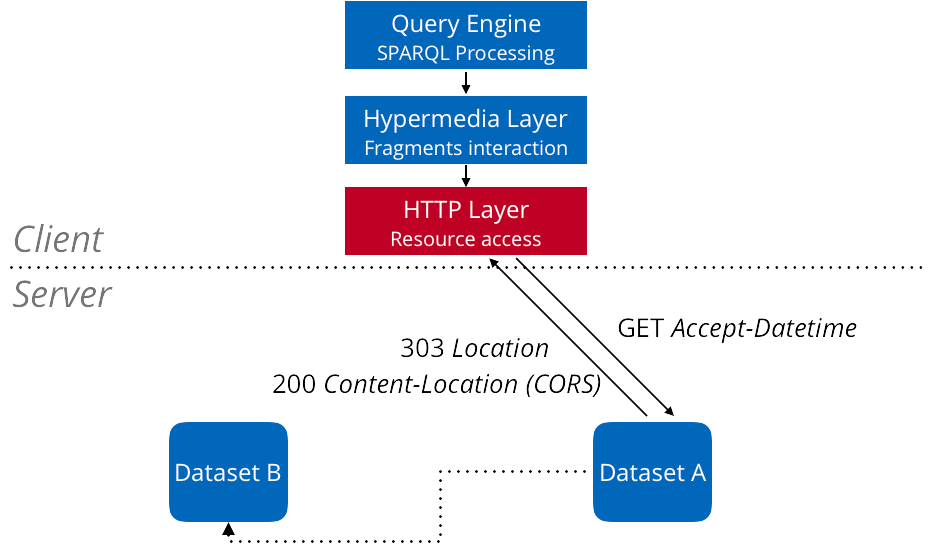 Query Engine
SPARQL Processing
Hypermedia Layer
Fragments interaction
HTTP Layer
Resource access
Client
Server
GET Accept-Datetime
303 Location
200 Content-Location (CORS)
Dataset B
Dataset A